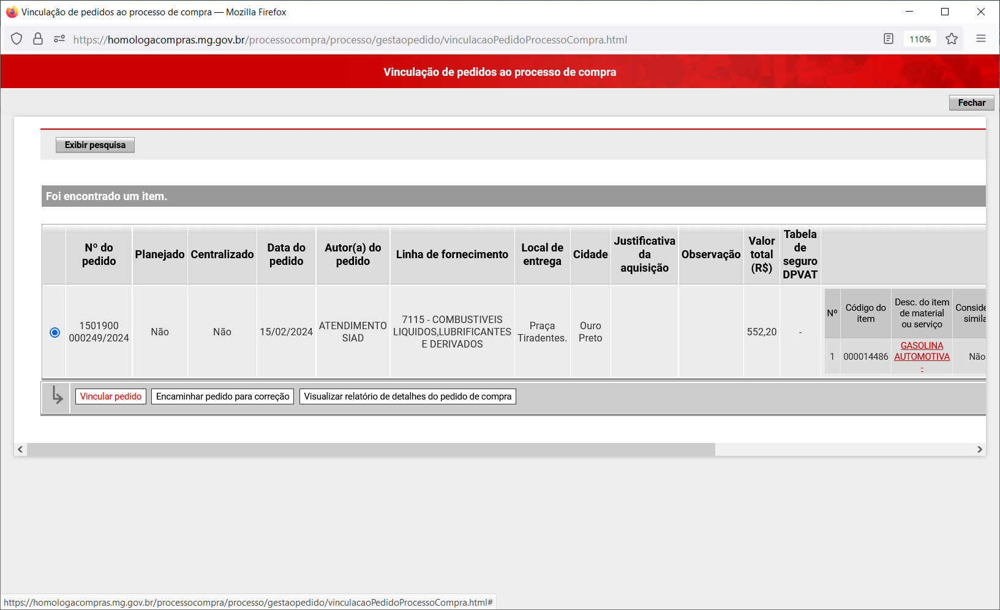 Vinculação de pedidos ao processo de compra — Mozilla Firefox
https://homologacompras.mg.gov.br/processocompra/processo/gestaopedido/vinculacaoPedidoProcessoCompra.html
110%
Vinculação de pedidos ao processo de compra
Fechar
Exibir pesquisa
Foi encontrado um item.
Nº do
pedido
Planejado
Centralizado
Data do
pedido
Autor(a) do
pedido
Linha de fornecimento
Local de
entrega
Cidade
Justificativa
da
aquisição
Observação
Valor
total
(R$)
Tabela
de
seguro
DPVAT
1501900
000249/2024
Não
Não
15/02/2024
ATENDIMENTO
SIAD
7115 - COMBUSTIVEIS
LIQUIDOS,LUBRIFICANTES
E DERIVADOS
Praça
Tiradentes.
Ouro
Preto
552,20
-
Nº
Código do
item
Desc. do item
de material
ou serviço
Conside
simila
1
000014486
GASOLINA
AUTOMOTIVA
-
Não
Vincular pedido
Encaminhar pedido para correção
Visualizar relatório de detalhes do pedido de compra
https://homologacompras.mg.gov.br/processocompra/processo/gestaopedido/vinculacaoPedidoProcessoCompra.html#